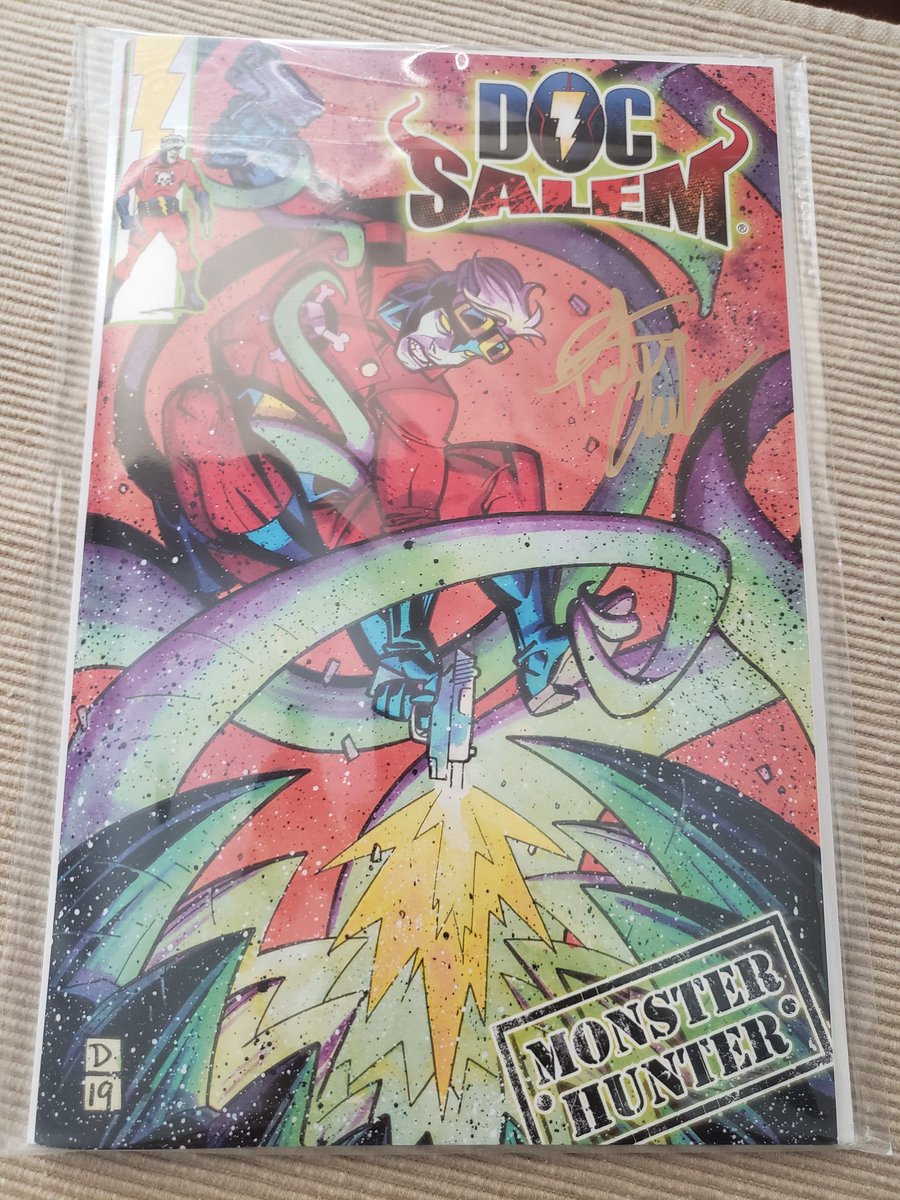 DOC
SALEM®
MONSTER
HUNTER
D.
19